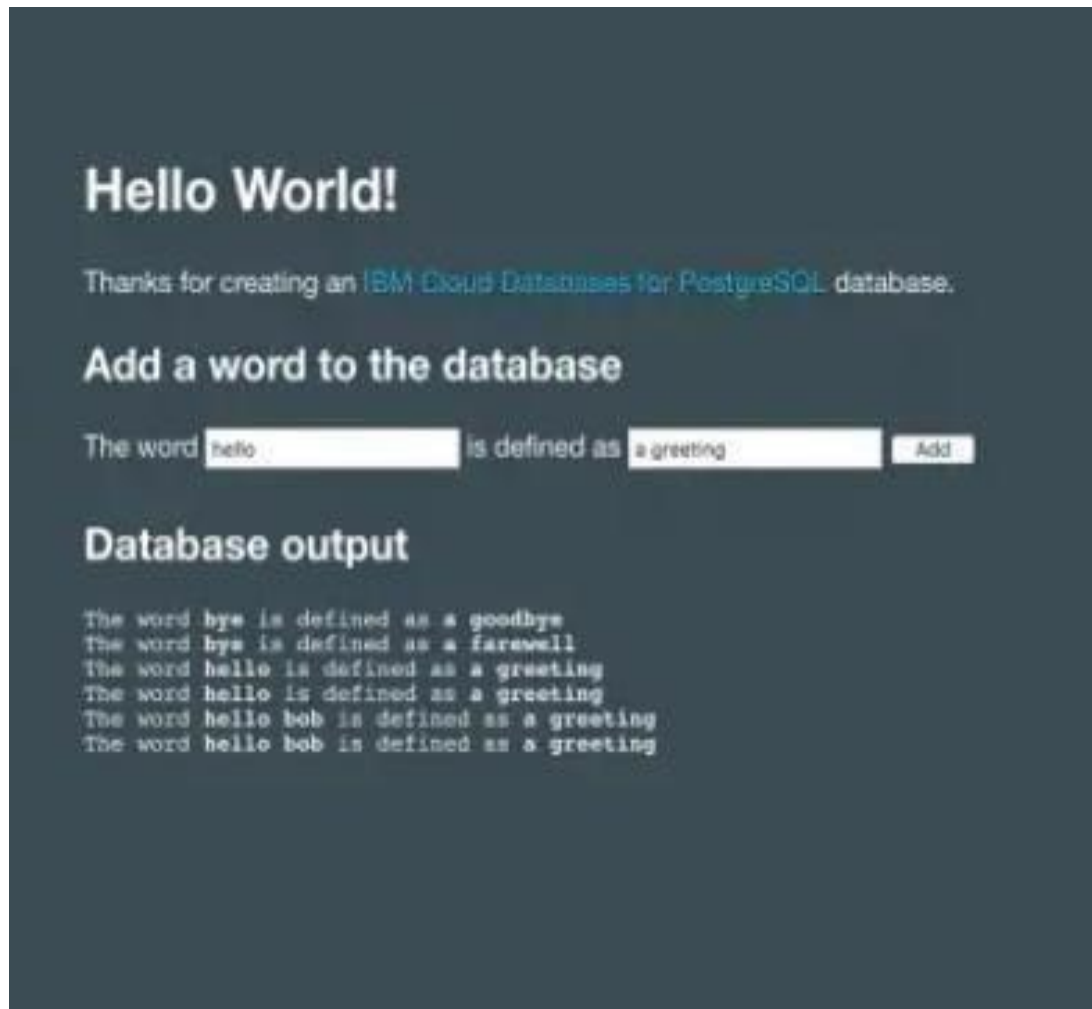 Hello World!
Thanks for creating an IBM Cloud Databases for PostgreSQL database.
Add a word to the database
The word hello is defined as a greeting Add
Database output
The word bye is defined as a goodbye
The word bye is defined as a farewell
The word hello is defined as a greeting
The word hello is defined as a greeting
The word hello bob is defined as a greeting
The word hello bob is defined as a greeting